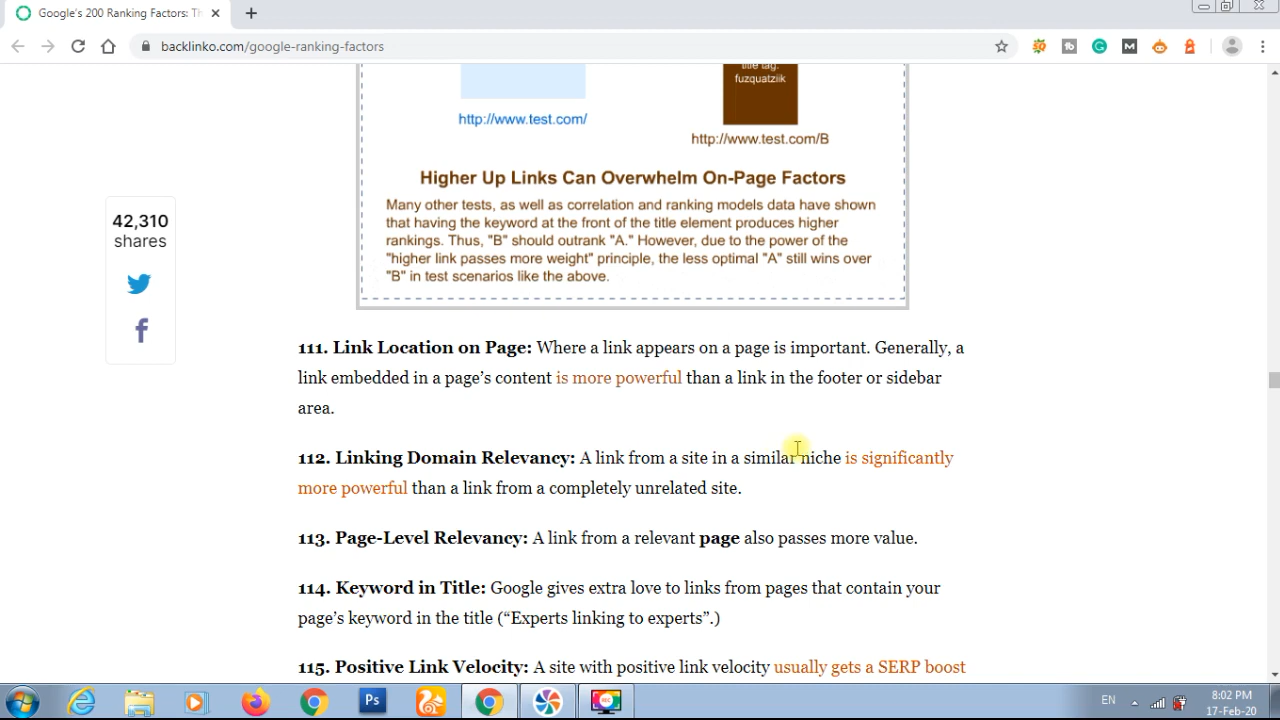 Google's 200 Ranking Factors: Th
backlinko.com/google-ranking-factors
title tag:
fuzquatziik
http://www.test.com/
http://www.test.com/B
Higher Up Links Can Overwhelm On-Page Factors
Many other tests, as well as correlation and ranking models data have shown
that having the keyword at the front of the title element produces higher
rankings. Thus, "B" should outrank "A." However, due to the power of the
"higher link passes more weight" principle, the less optimal "A" still wins over
"B" in test scenarios like the above.
42,310
shares
111. Link Location on Page: Where a link appears on a page is important. Generally, a
link embedded in a page's content is more powerful than a link in the footer or sidebar
area.
112. Linking Domain Relevancy: A link from a site in a similar niche is significantly
more powerful than a link from a completely unrelated site.
113. Page-Level Relevancy: A link from a relevant page also passes more value.
114. Keyword in Title: Google gives extra love to links from pages that contain your
page's keyword in the title (“Experts linking to experts”.)
115. Positive Link Velocity: A site with positive link velocity usually gets a SERP boost
Ps
EN
8:02 PM
17-Feb-20